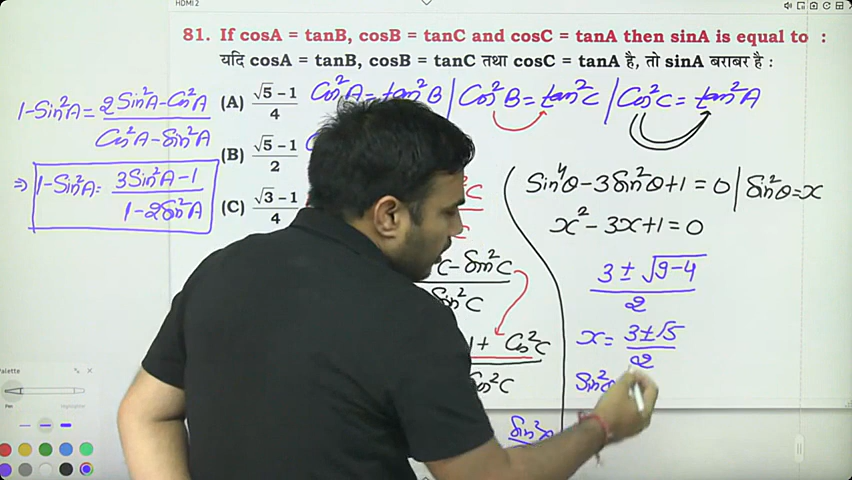 HDMI 2
81. If cosA = tanB, cosB = tanC and cosC = tanA then sinA is equal to :
यदि cosA = tanB, cosB = tanC तथा cosC = tanA है, तो sinA बराबर है :
Cos²A = tan²B | Cos²B = tan²C | Cos²C = tan²A
(A) (√5 - 1)/4
(B) (√5 - 1)/2
(C) (√3 - 1)/4
1-Sin²A = (2Sin²A-Cos²A)/(Cos²A-Sin²A)
⇒ 1-Sin²A = (3Sin²A-1)/(1-2Sin²A)
Sin⁴θ-3Sin²θ+1=0 | Sin²θ=x
x²-3x+1=0
(3±√9-4)/2
x = (3±√5)/2
Palette
Pen
Highlighter